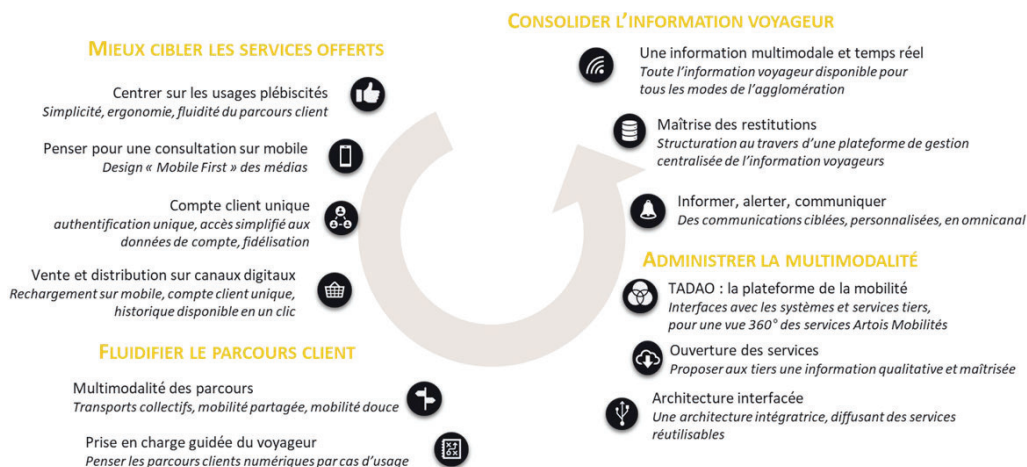 MIEUX CIBLER LES SERVICES OFFERTS
Centrer sur les usages plébiscités
Simplicité, ergonomie, fluidité du parcours client
Penser pour une consultation sur mobile
Design « Mobile First » des médias
Compte client unique
authentification unique, accès simplifié aux
données de compte, fidélisation
Vente et distribution sur canaux digitaux
Rechargement sur mobile, compte client unique,
historique disponible en un clic
FLUIDIFIER LE PARCOURS CLIENT
Multimodalité des parcours
Transports collectifs, mobilité partagée, mobilité douce
Prise en charge guidée du voyageur
Penser les parcours clients numériques par cas d'usage
CONSOLIDER L'INFORMATION VOYAGEUR
Une information multimodale et temps réel
Toute l'information voyageur disponible pour
tous les modes de l'agglomération
Maîtrise des restitutions
Structuration au travers d'une plateforme de gestion
centralisée de l'information voyageurs
Informer, alerter, communiquer
Des communications ciblées, personnalisées, en omnicanal
ADMINISTRER LA MULTIMODALITÉ
TADAO : la plateforme de la mobilité
Interfaces avec les systèmes et services tiers,
pour une vue 360° des services Artois Mobilités
Ouverture des services
Proposer aux tiers une information qualitative et maîtrisée
Architecture interfacée
Une architecture intégratrice, diffusant des services
réutilisables